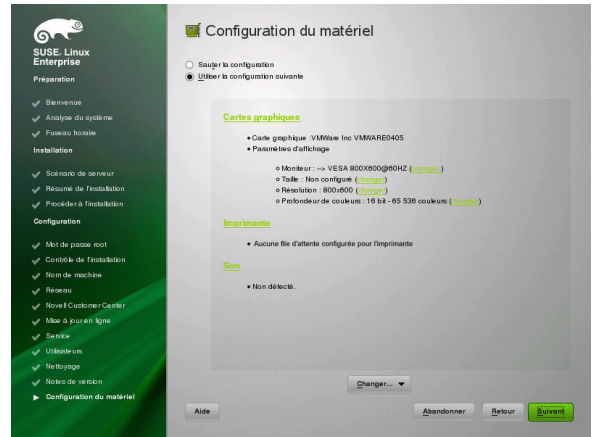 SUSE. Linux
Enterprise
Préparation
Bienvenue
Analyse du système
Fuseau horaire
Installation
Scénario de serveur
Résumé de l'installation
Procéder à l'installation
Configuration
Mot de passe root
Contrôle de l'installation
Nom de machine
Réseau
Novell Customer Center
Mise à jour en ligne
Service
Utilisateurs
Nettoyage
Notes de version
Configuration du matériel
Configuration du matériel
Sauter la configuration
Utiliser la configuration suivante
Cartes graphiques
Carte graphique :VMWare Inc VMWARE0405
Paramètres d'affichage
Moniteur : --> VESA 800X600@60HZ (changer)
Taille : Non configuré (changer)
Résolution : 800x600 (changer)
Profondeur de couleurs : 16 bit - 65 536 couleurs (changer)
Imprimante
Aucune file d'attente configurée pour l'imprimante
Son
Non détecté.
Changer...
Aide
Abandonner
Retour
Suivant